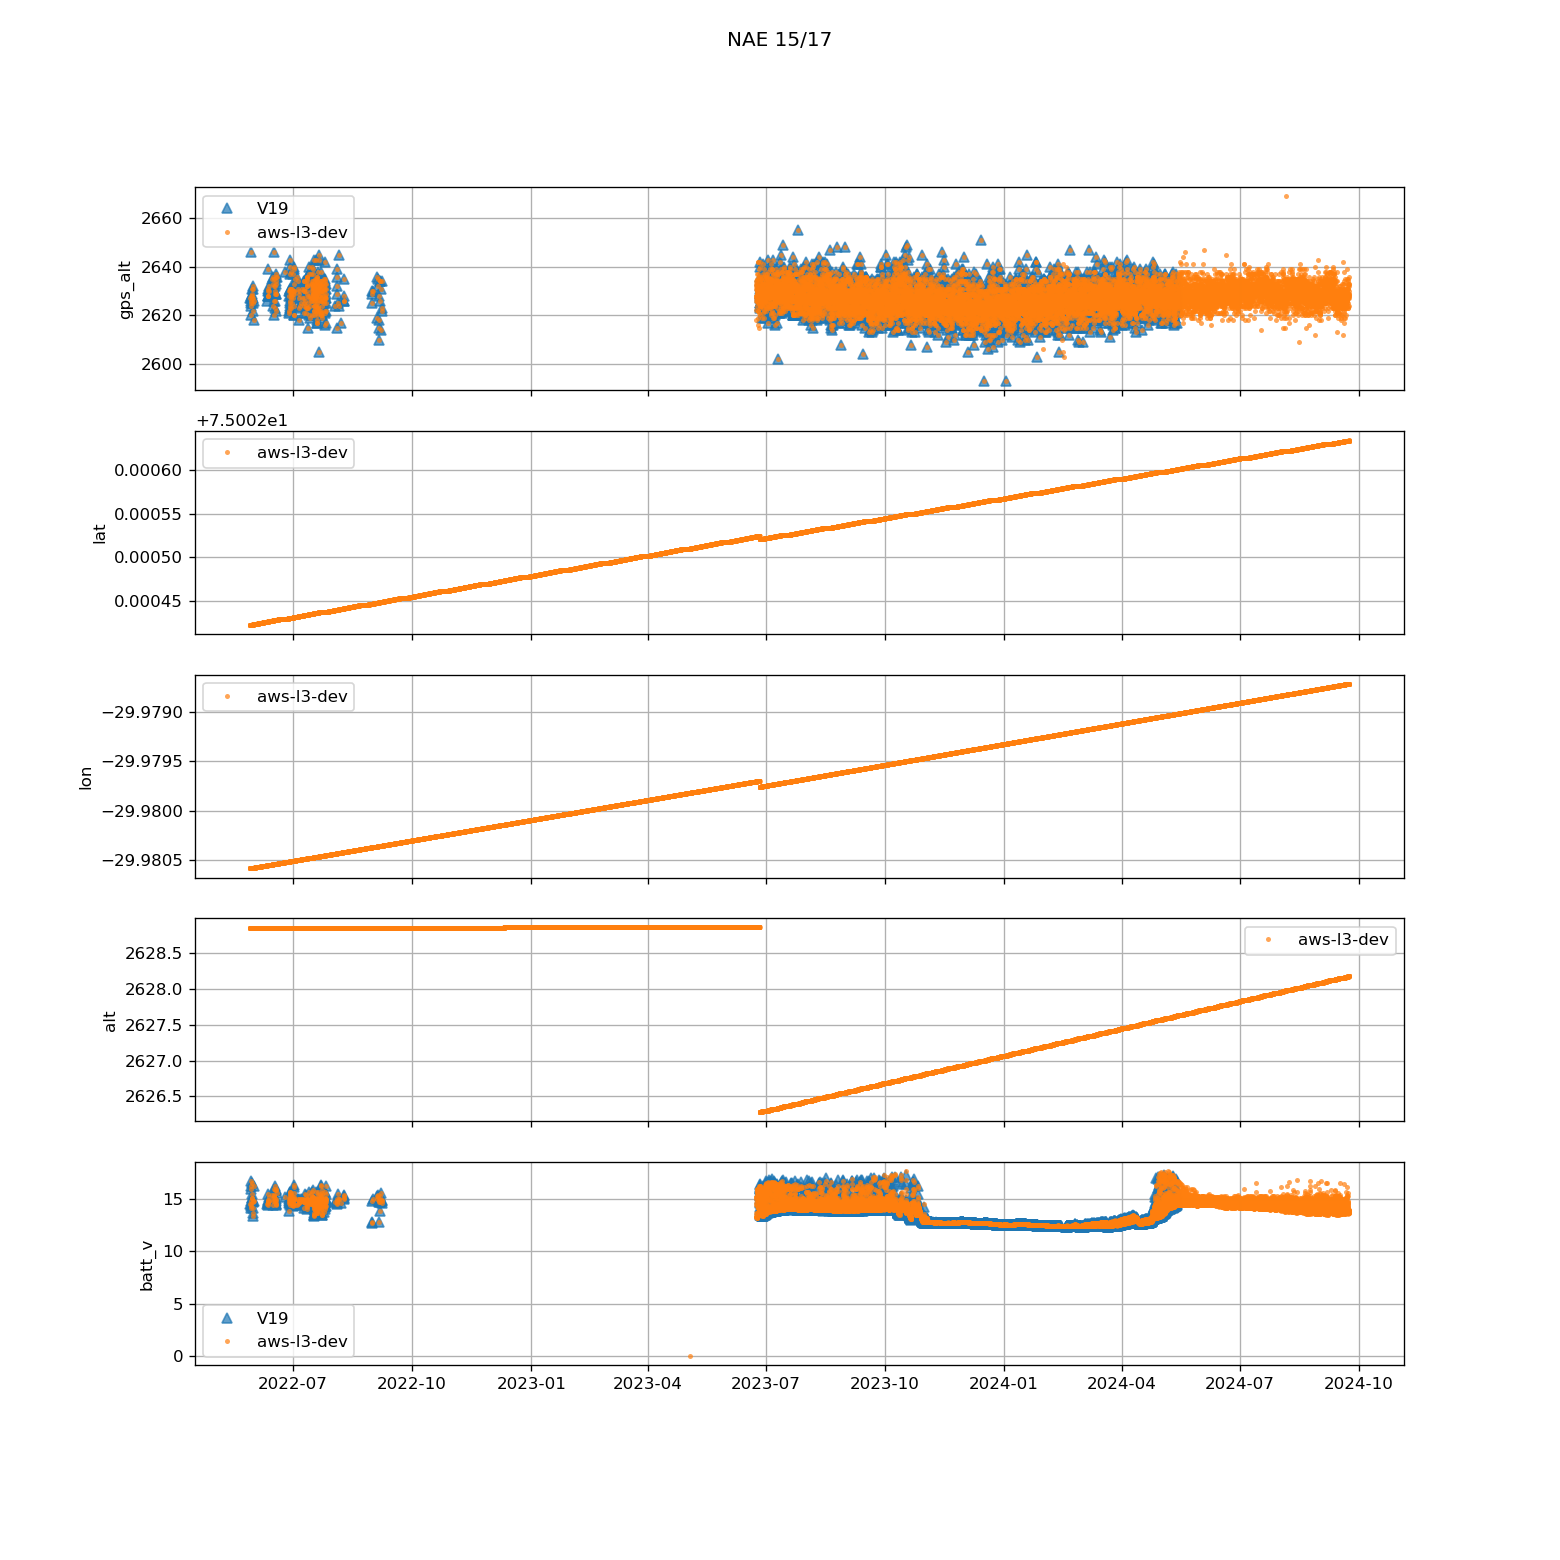 NAE 15/17
V19
aws-l3-dev
2660
2640
2620
2600
gps_alt
+7.5002e1
aws-l3-dev
0.00060
0.00055
0.00050
0.00045
lat
aws-l3-dev
−29.9790
−29.9795
−29.9800
−29.9805
lon
aws-l3-dev
2628.5
2628.0
2627.5
2627.0
2626.5
alt
15
10
5
0
batt_v
V19
aws-l3-dev
2022-07 2022-10 2023-01 2023-04 2023-07 2023-10 2024-01 2024-04 2024-07 2024-10